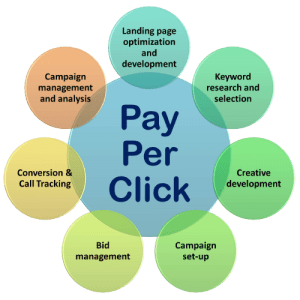 Landing page
optimization and
development
Keyword
research and
selection
Creative
development
Campaign
set-up
Bid
management
Conversion &
Call Tracking
Campaign
management
and analysis
Pay
Per
Click